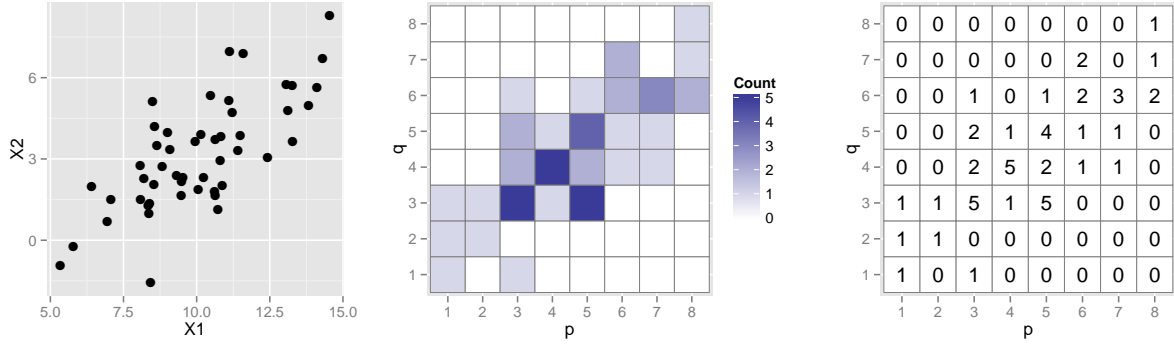 6
3
0
X2
5.0 7.5 10.0 12.5 15.0
X1
8
7
6
5
4
3
2
1
q
1 2 3 4 5 6 7 8
p
Count
5
4
3
2
1
0
8 0 0 0 0 0 0 0 1
7 0 0 0 0 0 2 0 1
6 0 0 1 0 1 2 3 2
5 0 0 2 1 4 1 1 0
4 0 0 2 5 2 1 1 0
3 1 1 5 1 5 0 0 0
2 1 1 0 0 0 0 0 0
1 1 0 1 0 0 0 0 0
q
1 2 3 4 5 6 7 8
p